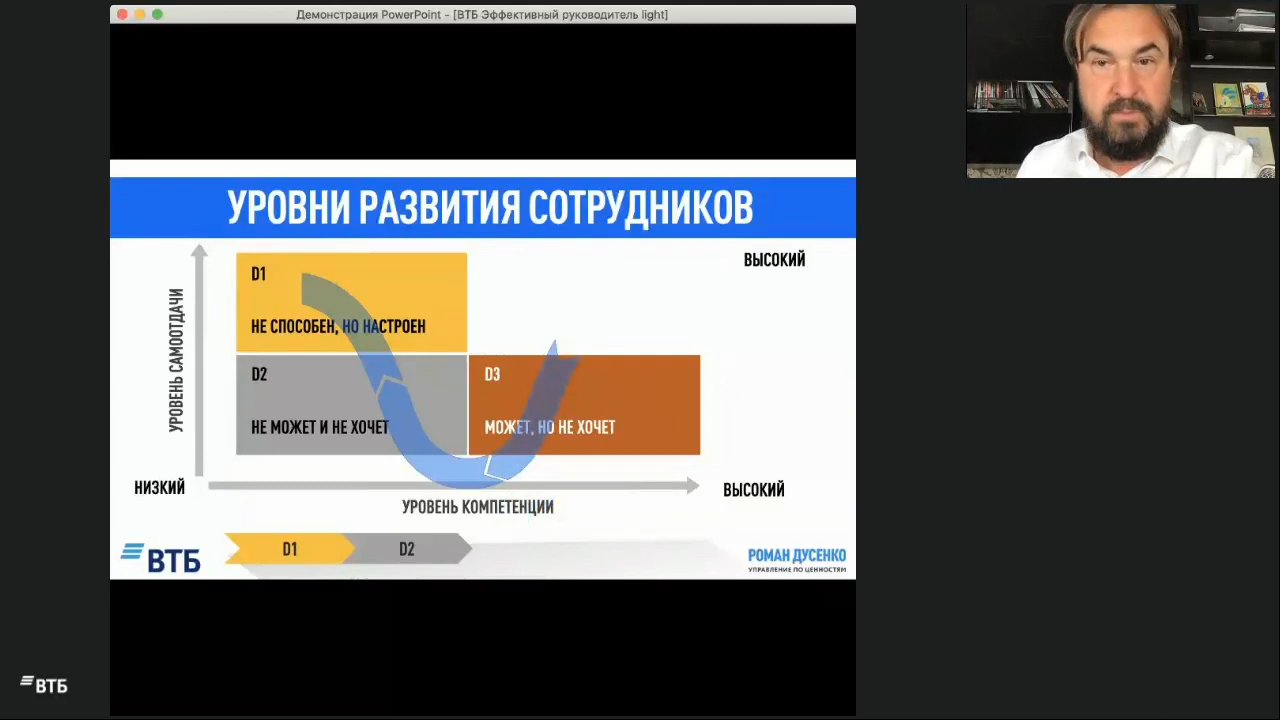 Демонстрация PowerPoint - [ВТБ Эффективный руководитель light]
УРОВНИ РАЗВИТИЯ СОТРУДНИКОВ
ВЫСОКИЙ
D1
НЕ СПОСОБЕН, НО НАСТРОЕН
УРОВЕНЬ САМООТДАЧИ
D2
НЕ МОЖЕТ И НЕ ХОЧЕТ
D3
МОЖЕТ, НО НЕ ХОЧЕТ
НИЗКИЙ
ВЫСОКИЙ
УРОВЕНЬ КОМПЕТЕНЦИИ
D1
D2
ВТБ
РОМАН ДУСЕНКО
УПРАВЛЕНИЕ ПО ЦЕННОСТЯМ
ВТБ